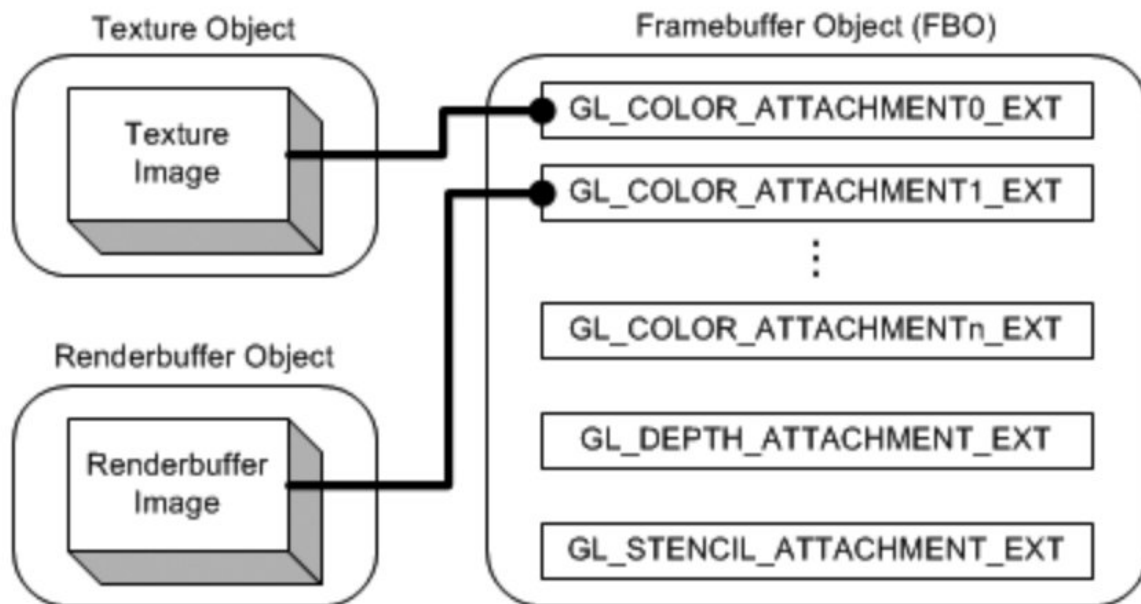 Texture Object
Texture
Image
Renderbuffer Object
Renderbuffer
Image
Framebuffer Object (FBO)
GL_COLOR_ATTACHMENT0_EXT
GL_COLOR_ATTACHMENT1_EXT
⋮
GL_COLOR_ATTACHMENTn_EXT
GL_DEPTH_ATTACHMENT_EXT
GL_STENCIL_ATTACHMENT_EXT